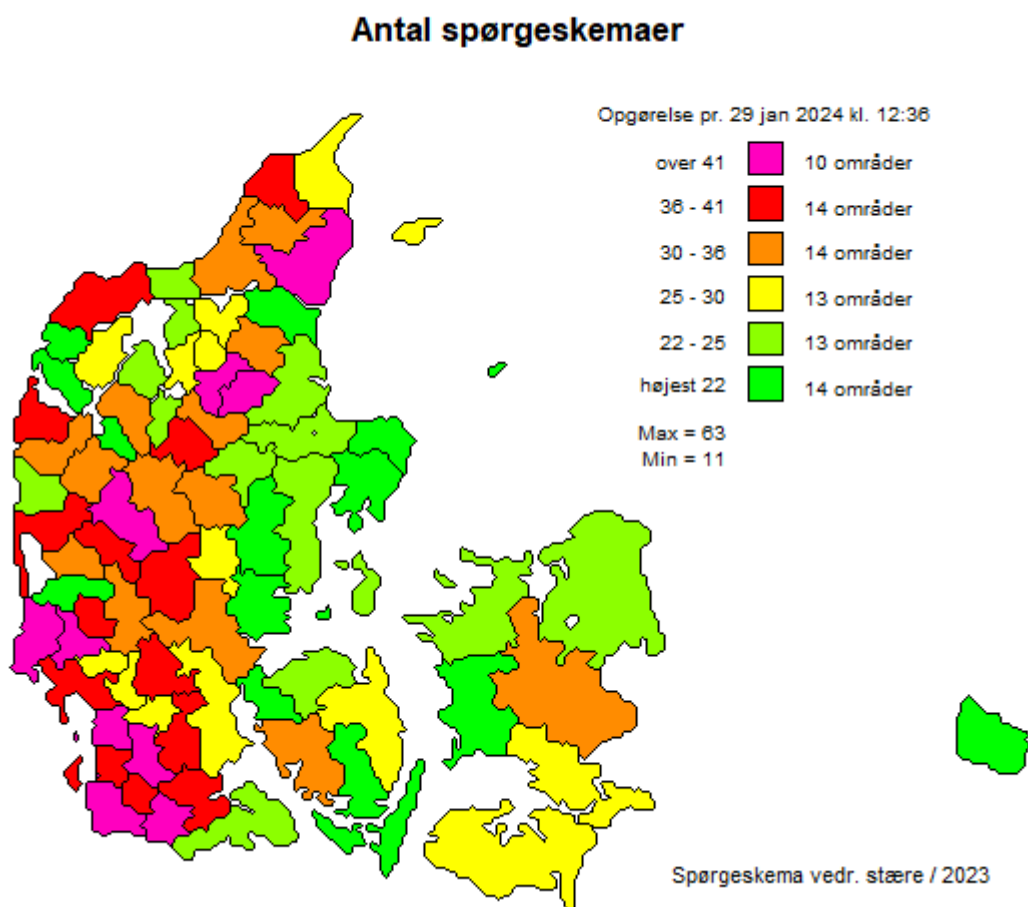 Antal spørgeskemaer
Opgørelse pr. 29 jan 2024 kl. 12:36
over 41 10 områder
36 - 41 14 områder
30 - 36 14 områder
25 - 30 13 områder
22 - 25 13 områder
højest 22 14 områder
Max = 63
Min = 11
Spørgeskema vedr. stære / 2023